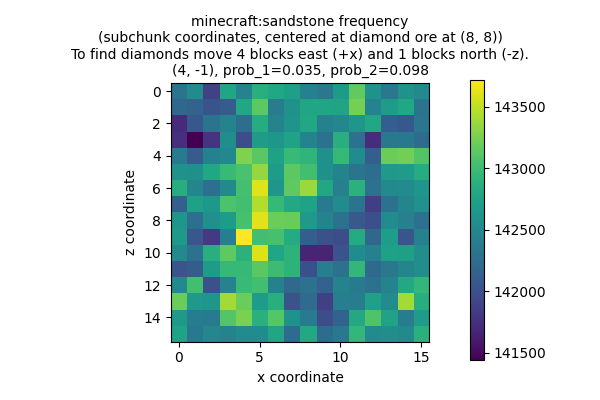 minecraft:sandstone frequency
(subchunk coordinates, centered at diamond ore at (8, 8))
To find diamonds move 4 blocks east (+x) and 1 blocks north (-z).
(4, -1), prob_1=0.035, prob_2=0.098
0
2
4
6
8
10
12
14
z coordinate
0
5
10
15
x coordinate
143500
143000
142500
142000
141500